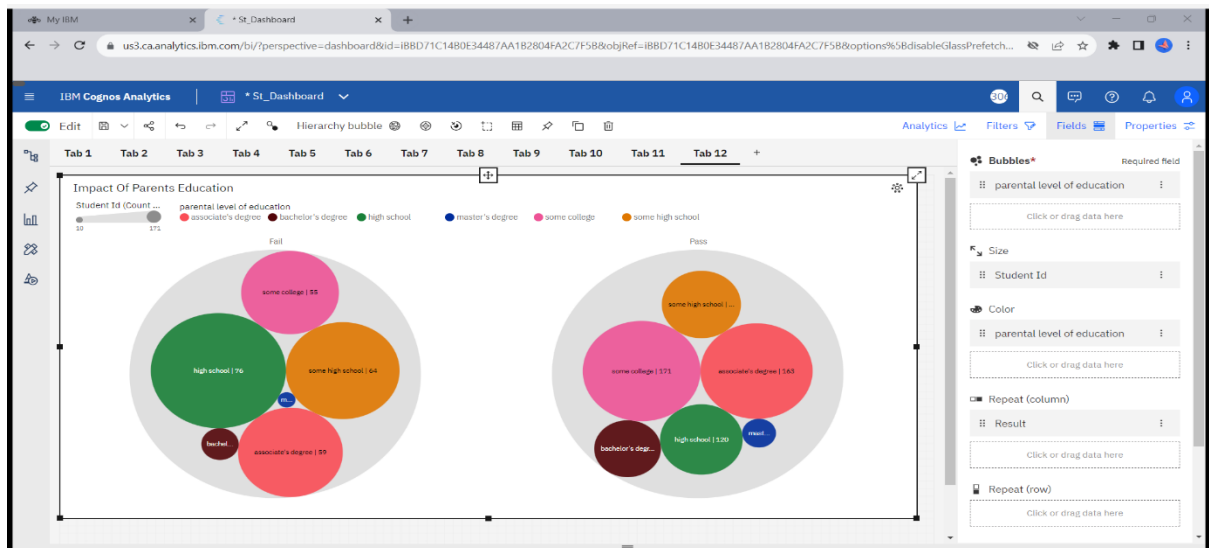 My IBM
* St_Dashboard
us3.ca.analytics.ibm.com/bi/?perspective=dashboard&id=iBBD71C14B0E34487AA1B2804FA2C7F5B&objRef=iBBD71C14B0E34487AA1B2804FA2C7F5B&options%5BdisableGlassPrefetch...
IBM Cognos Analytics
* St_Dashboard
Edit Hierarchy bubble Analytics Filters Fields Properties
Tab 1 Tab 2 Tab 3 Tab 4 Tab 5 Tab 6 Tab 7 Tab 8 Tab 9 Tab 10 Tab 11 Tab 12 +
Impact Of Parents Education
Student Id (Count ...
10 171
parental level of education
associate's degree bachelor's degree high school master's degree some college some high school
Fail
some college | 55
high school | 76
some high school | 64
m...
bachel...
associate's degree | 59
Pass
some high school | ...
some college | 171
associate's degree | 163
bachelor's degr...
high school | 120
mast...
Bubbles* Required field
parental level of education
Click or drag data here
Size
Student Id
Color
parental level of education
Click or drag data here
Repeat (column)
Result
Click or drag data here
Repeat (row)
Click or drag data here